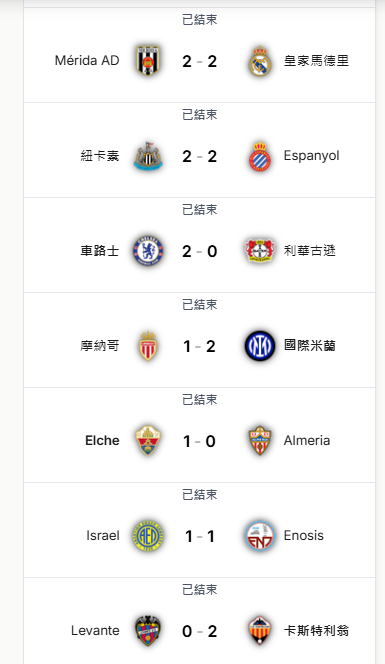 已結束
Mérida AD 2 - 2 皇家馬德里
已結束
紐卡素 2 - 2 Espanyol
已結束
車路士 2 - 0 利華古遜
已結束
摩納哥 1 - 2 國際米蘭
已結束
Elche 1 - 0 Almeria
已結束
Israel 1 - 1 Enosis
已結束
Levante 0 - 2 卡斯特利翁